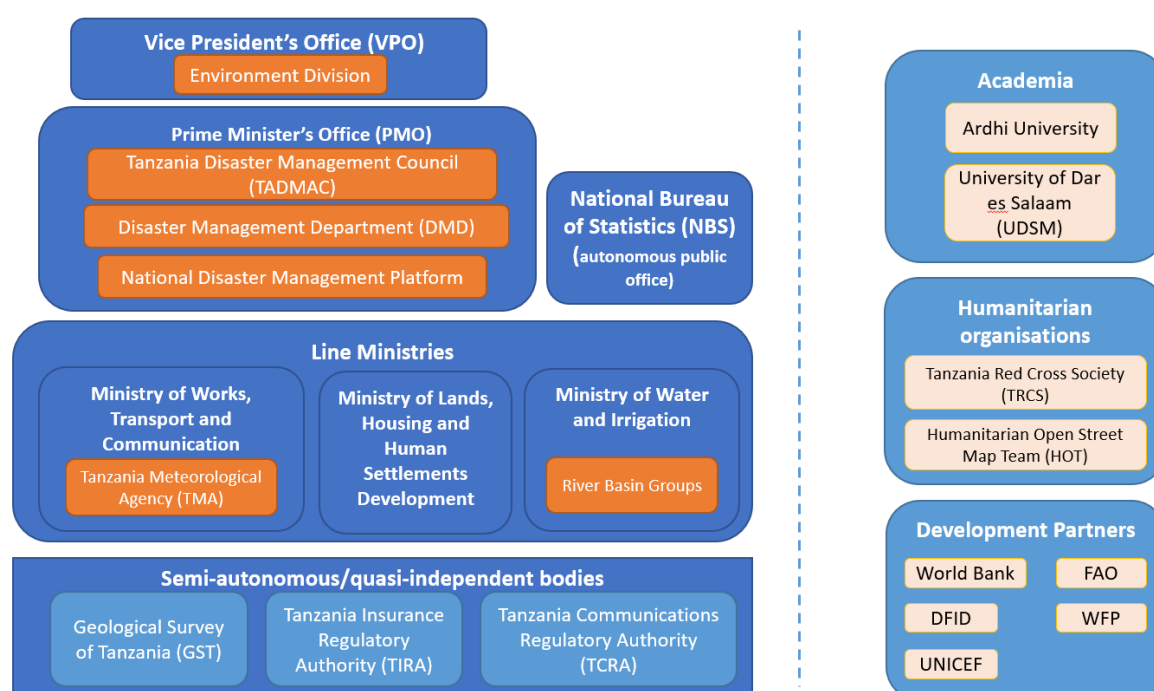 Vice President's Office (VPO)
Environment Division
Prime Minister's Office (PMO)
Tanzania Disaster Management Council
(TADMAC)
Disaster Management Department (DMD)
National Disaster Management Platform
National Bureau
of Statistics (NBS)
(autonomous public
office)
Line Ministries
Ministry of Works,
Transport and
Communication
Tanzania Meteorological
Agency (TMA)
Ministry of Lands,
Housing and
Human
Settlements
Development
Ministry of Water
and Irrigation
River Basin Groups
Semi-autonomous/quasi-independent bodies
Geological Survey
of Tanzania (GST)
Tanzania Insurance
Regulatory
Authority (TIRA)
Tanzania Communications
Regulatory Authority
(TCRA)
Academia
Ardhi University
University of Dar
es Salaam
(UDSM)
Humanitarian
organisations
Tanzania Red Cross Society
(TRCS)
Humanitarian Open Street
Map Team (HOT)
Development Partners
World Bank
FAO
DFID
WFP
UNICEF